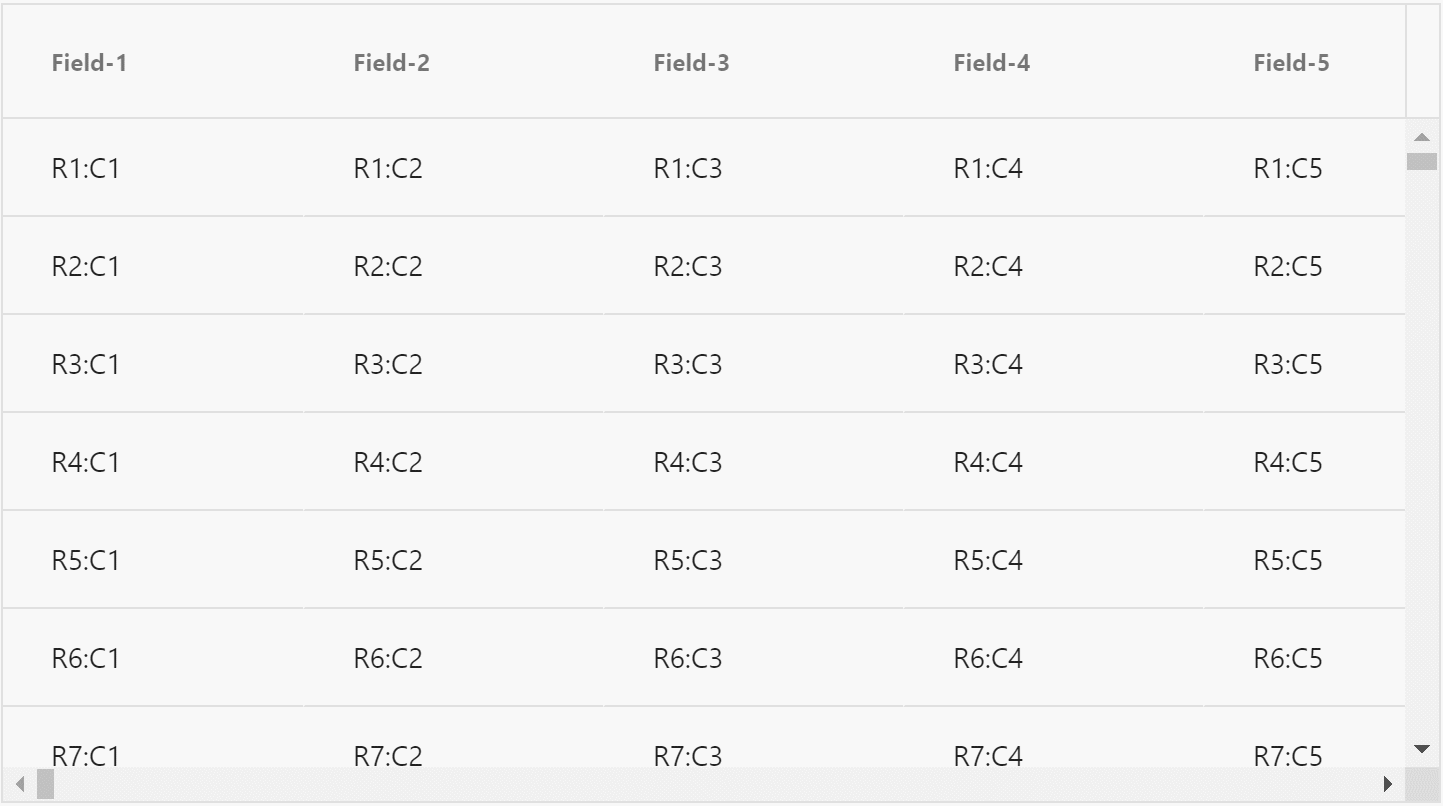 Field-1 Field-2 Field-3 Field-4 Field-5
R1:C1 R1:C2 R1:C3 R1:C4 R1:C5
R2:C1 R2:C2 R2:C3 R2:C4 R2:C5
R3:C1 R3:C2 R3:C3 R3:C4 R3:C5
R4:C1 R4:C2 R4:C3 R4:C4 R4:C5
R5:C1 R5:C2 R5:C3 R5:C4 R5:C5
R6:C1 R6:C2 R6:C3 R6:C4 R6:C5
R7:C1 R7:C2 R7:C3 R7:C4 R7:C5